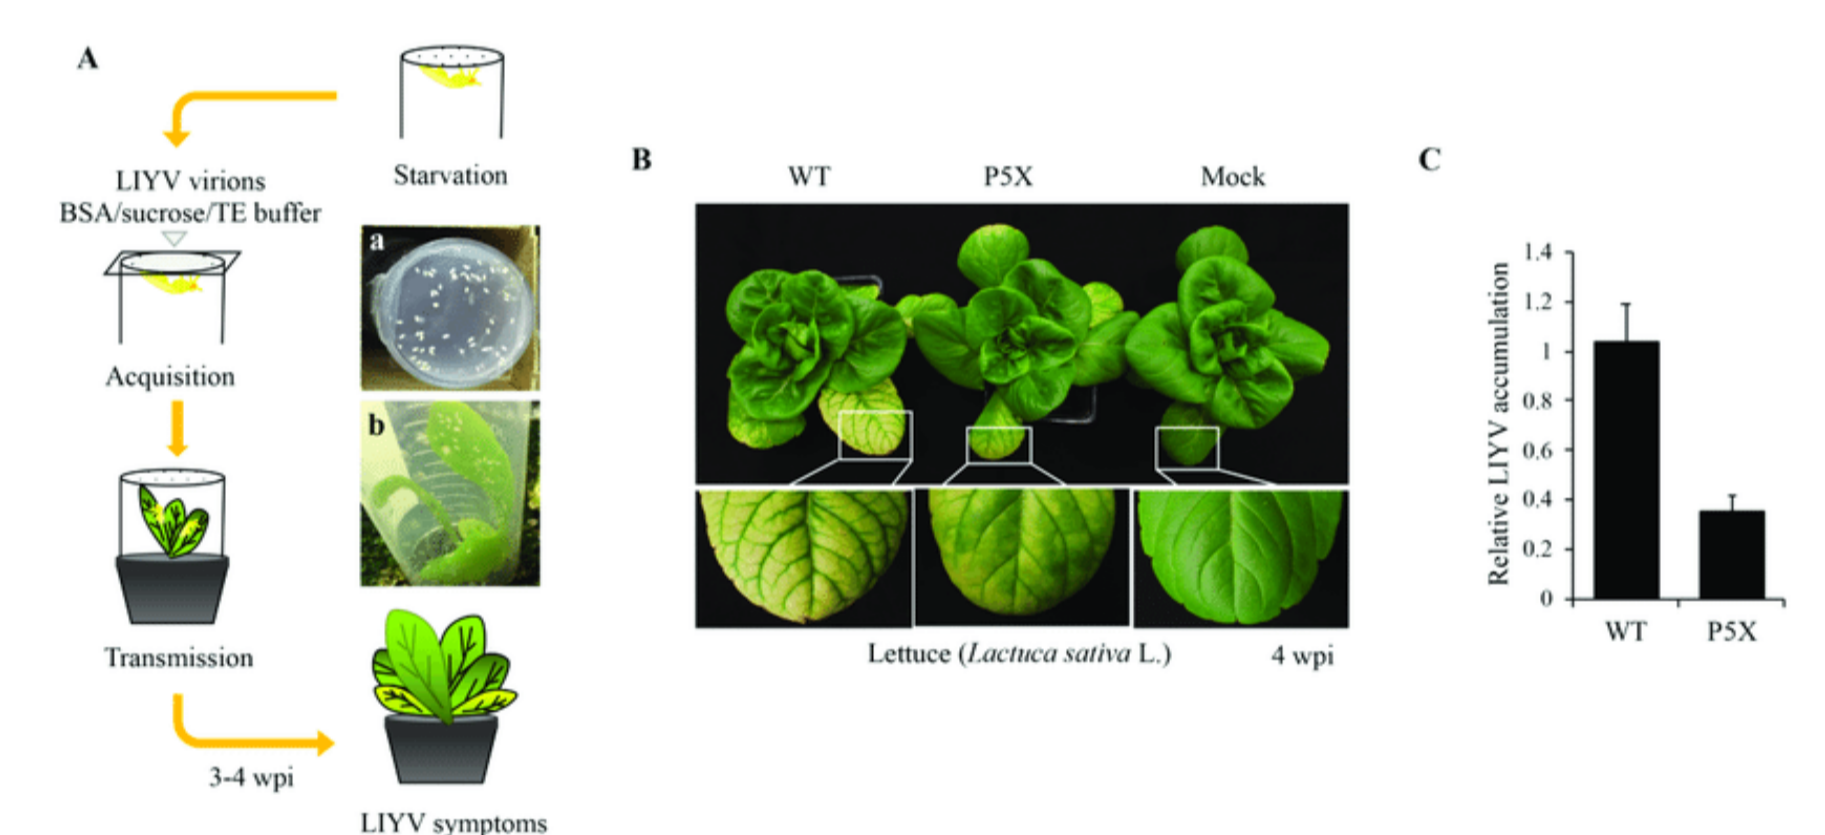 A
Starvation
LIYV virions
BSA/sucrose/TE buffer
Acquisition
a
b
Transmission
3-4 wpi
LIYV symptoms
B
WT P5X Mock
Lettuce (Lactuca sativa L.) 4 wpi
C
Relative LIYV accumulation
1.4
1.2
1
0.8
0.6
0.4
0.2
0
WT P5X